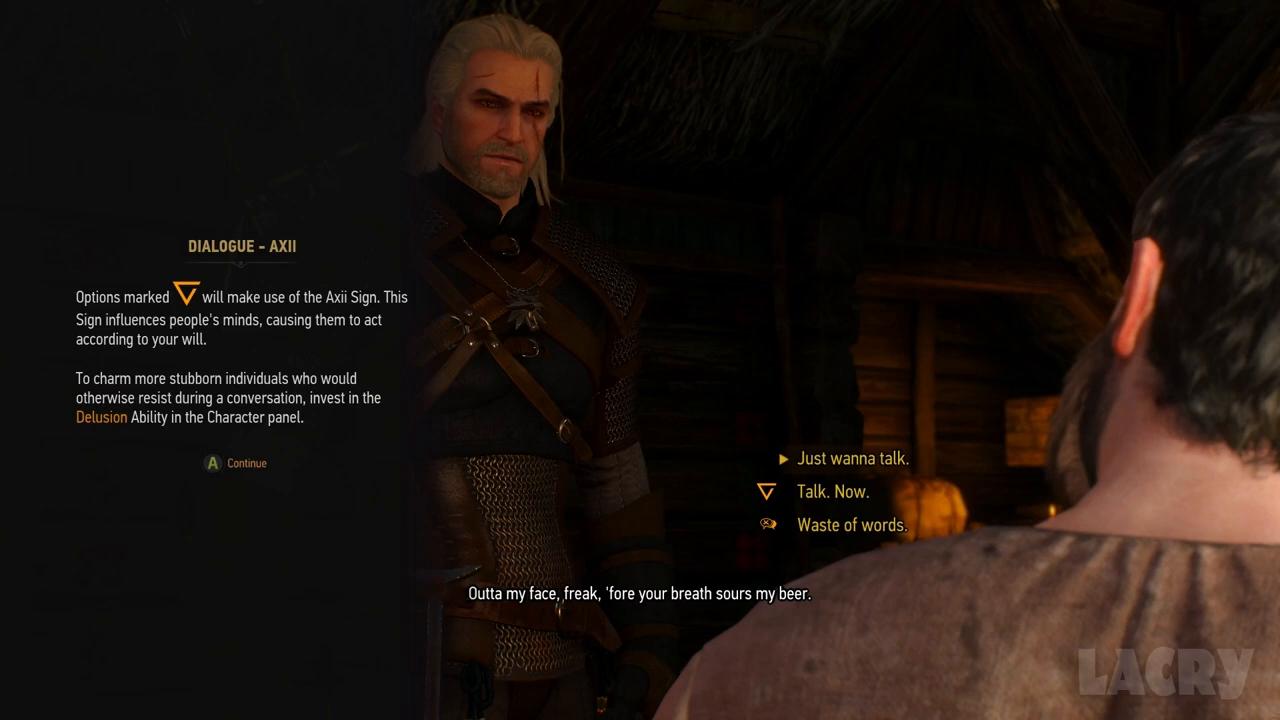 DIALOGUE - AXII
Options marked will make use of the Axii Sign. This
Sign influences people's minds, causing them to act
according to your will.
To charm more stubborn individuals who would
otherwise resist during a conversation, invest in the
Delusion Ability in the Character panel.
A Continue
Just wanna talk.
Talk. Now.
Waste of words.
Outta my face, freak, 'fore your breath sours my beer.
LACRY